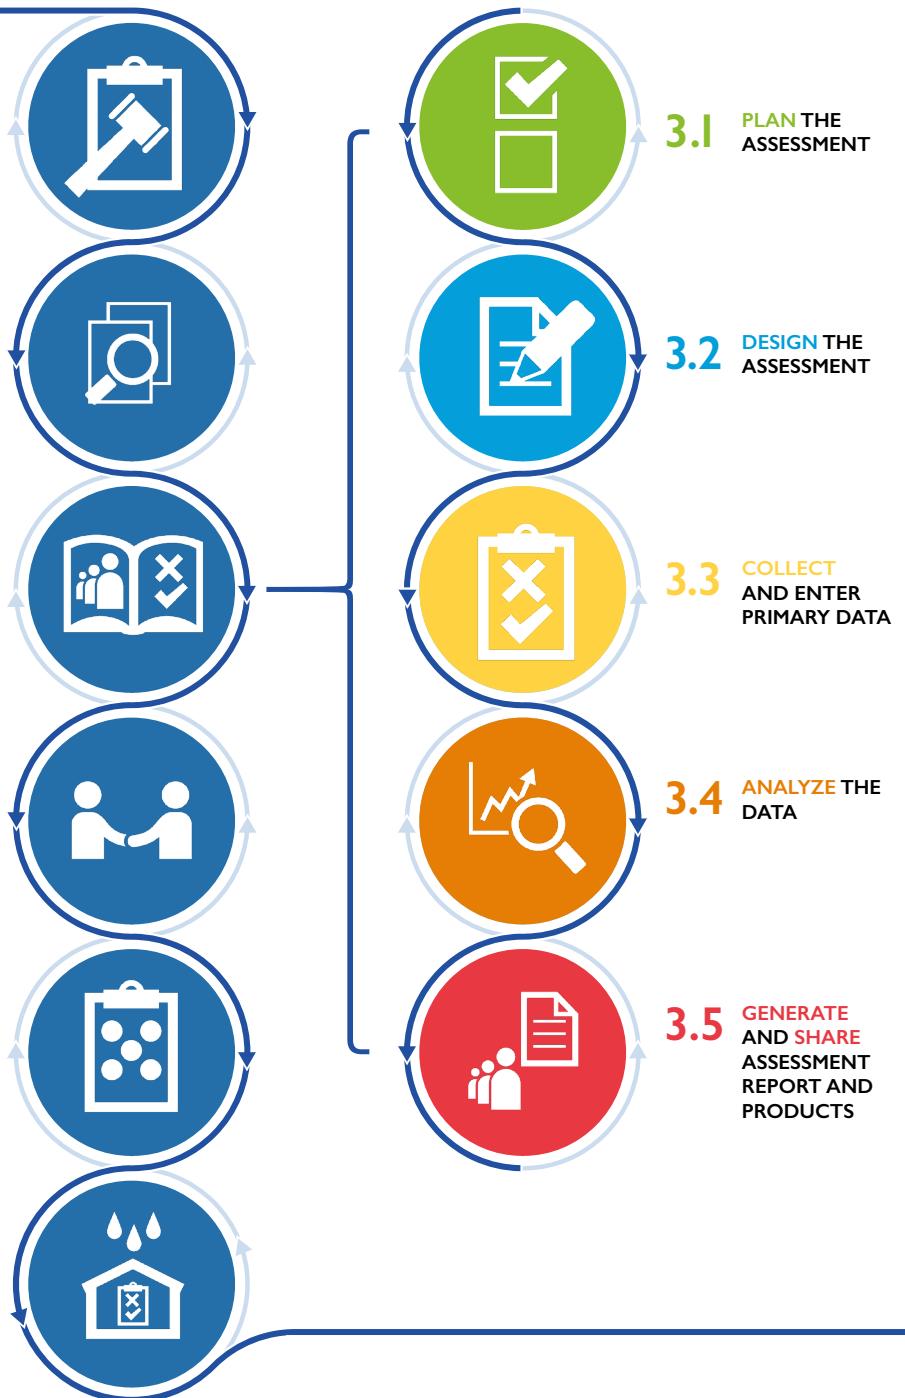 3.1 PLAN THE
ASSESSMENT
3.2 DESIGN THE
ASSESSMENT
3.3 COLLECT
AND ENTER
PRIMARY DATA
3.4 ANALYZE THE
DATA
3.5 GENERATE
AND SHARE
ASSESSMENT
REPORT AND
PRODUCTS